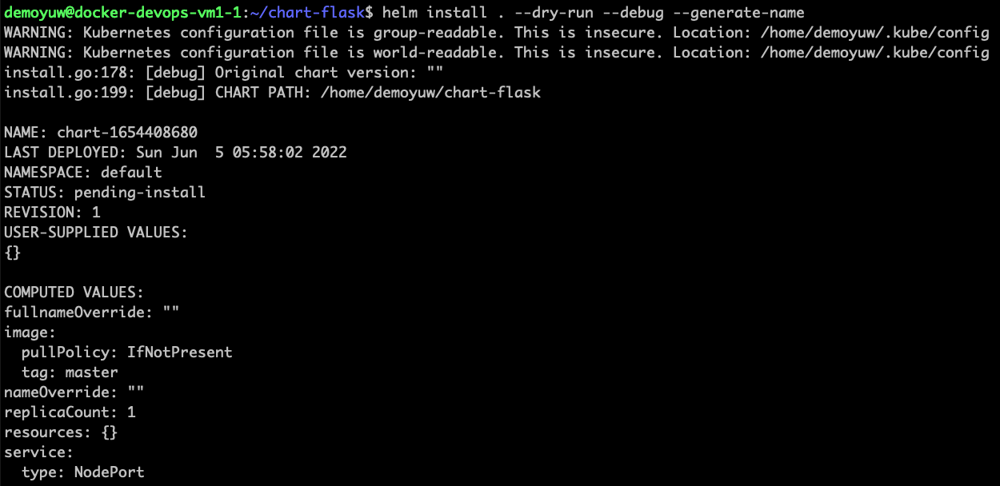 demoyuw@docker-devops-vm1-1:~/chart-flask$ helm install . --dry-run --debug --generate-name
WARNING: Kubernetes configuration file is group-readable. This is insecure. Location: /home/demoyuw/.kube/config
WARNING: Kubernetes configuration file is world-readable. This is insecure. Location: /home/demoyuw/.kube/config
install.go:178: [debug] Original chart version: ""
install.go:199: [debug] CHART PATH: /home/demoyuw/chart-flask

NAME: chart-1654408680
LAST DEPLOYED: Sun Jun  5 05:58:02 2022
NAMESPACE: default
STATUS: pending-install
REVISION: 1
USER-SUPPLIED VALUES:
{}

COMPUTED VALUES:
fullnameOverride: ""
image:
  pullPolicy: IfNotPresent
  tag: master
nameOverride: ""
replicaCount: 1
resources: {}
service:
  type: NodePort